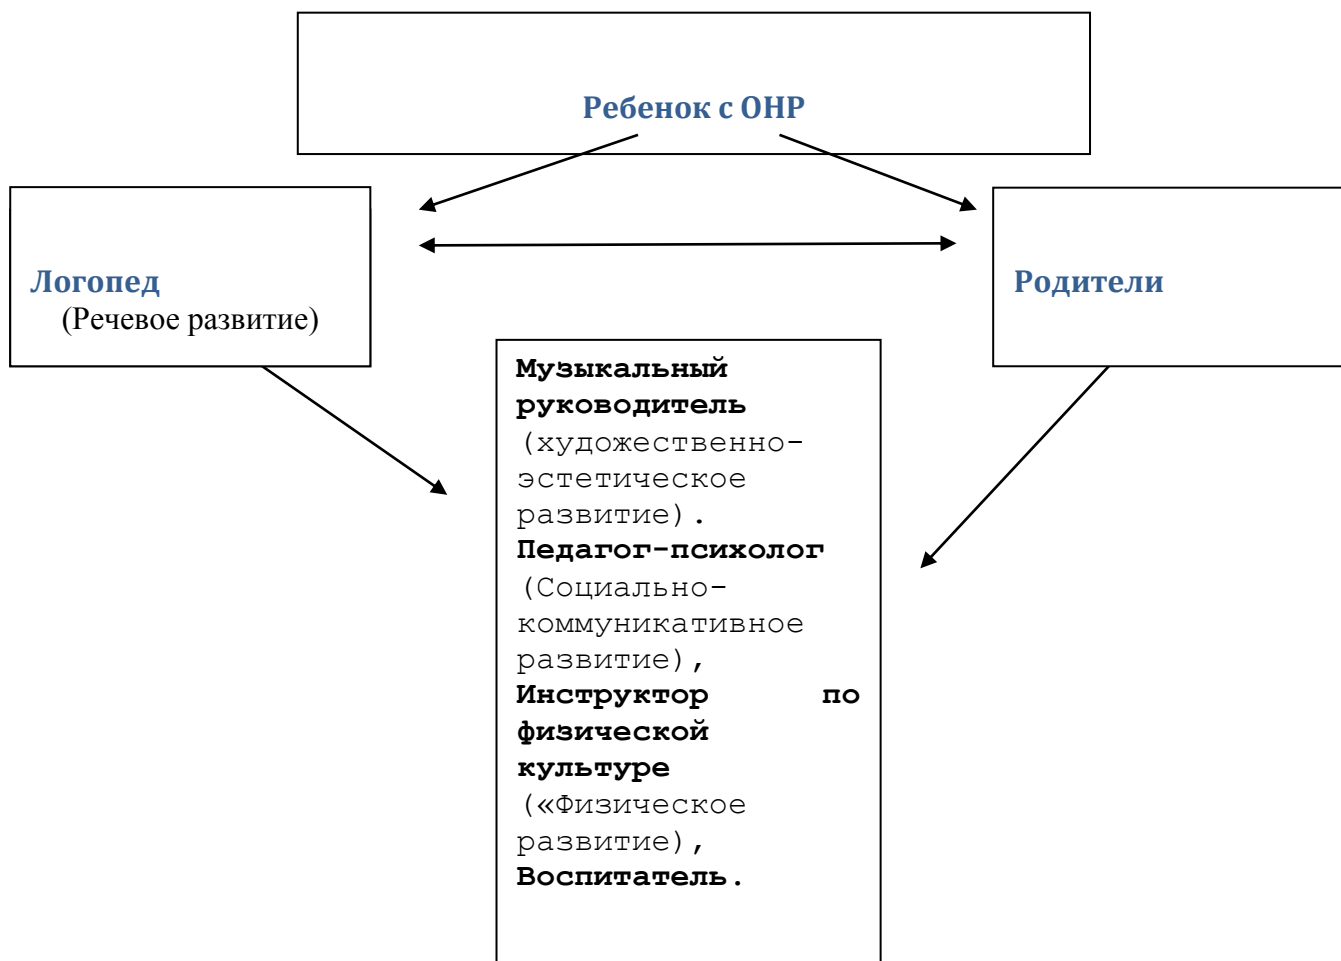 Ребенок с ОНР
Логопед
(Речевое развитие)
Родители
Музыкальный
руководитель
(художественно-
эстетическое
развитие).
Педагог-психолог
(Социально-
коммуникативное
развитие),
Инструктор по
физической
культуре
(«Физическое
развитие),
Воспитатель.